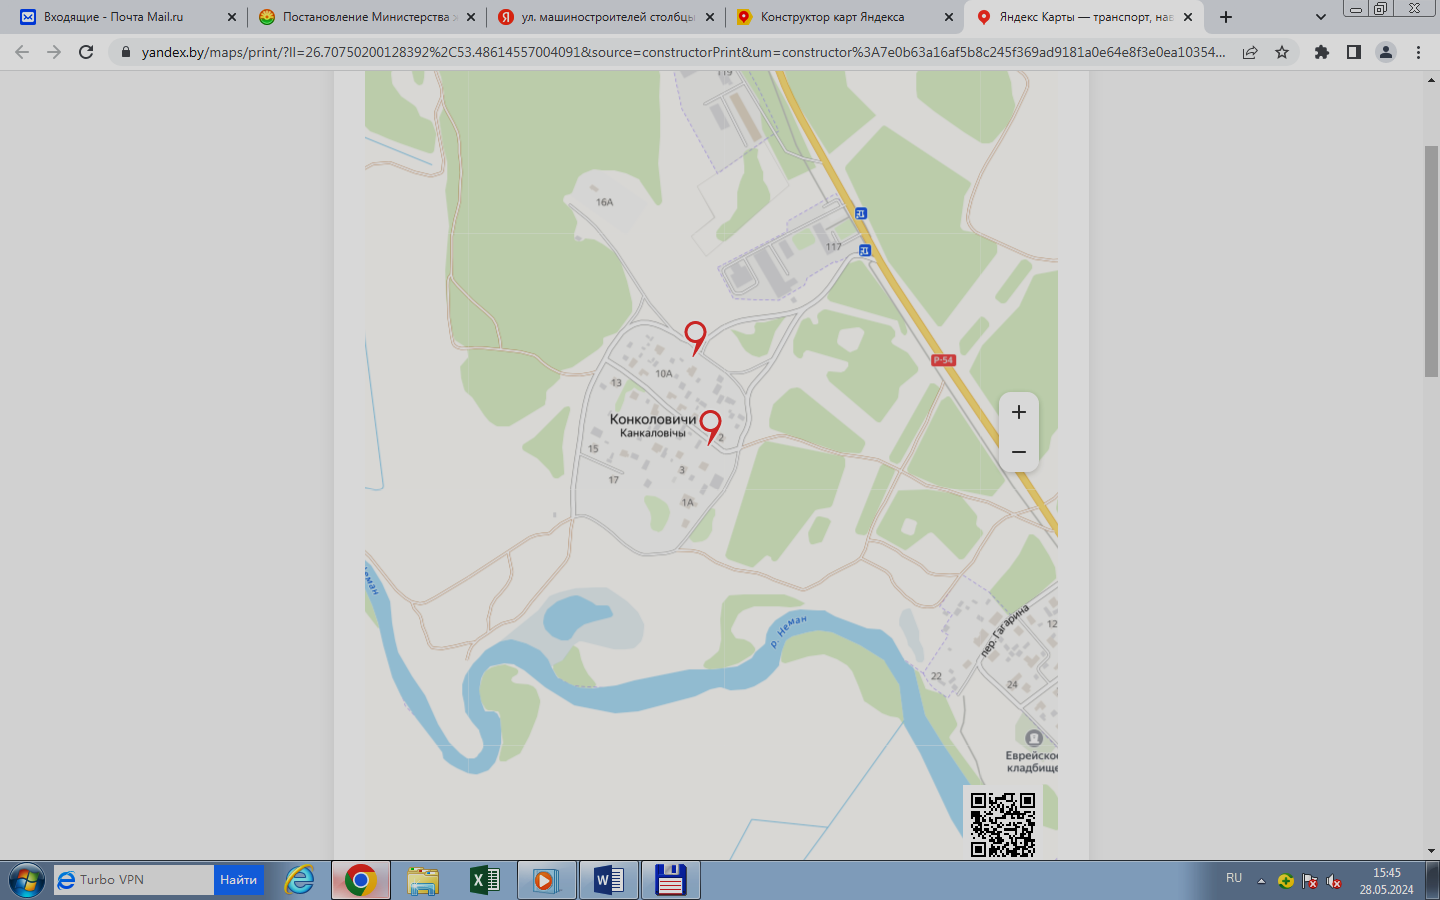 Входящие - Почта Mail.ru
Постановление Министерства
ул. машиностроителей столбцы
Конструктор карт Яндекса
Яндекс Карты — транспорт, нав
yandex.by/maps/print/?ll=26.70750200128392%2C53.48614557004091&source=constructorPrint&um=constructor%3A7e0b63a16af5b8c245f369ad9181a0e64e8f3e0ea10354...
119
16А
117
Р-54
10А
13
Конколовичи
Канкаловічы
2
15
3
17
1А
Неман
р. Неман
пер. Гагарина
12
22
24
Еврейское
кладбище
+
−
Turbo VPN
Найти
RU
15:45
28.05.2024